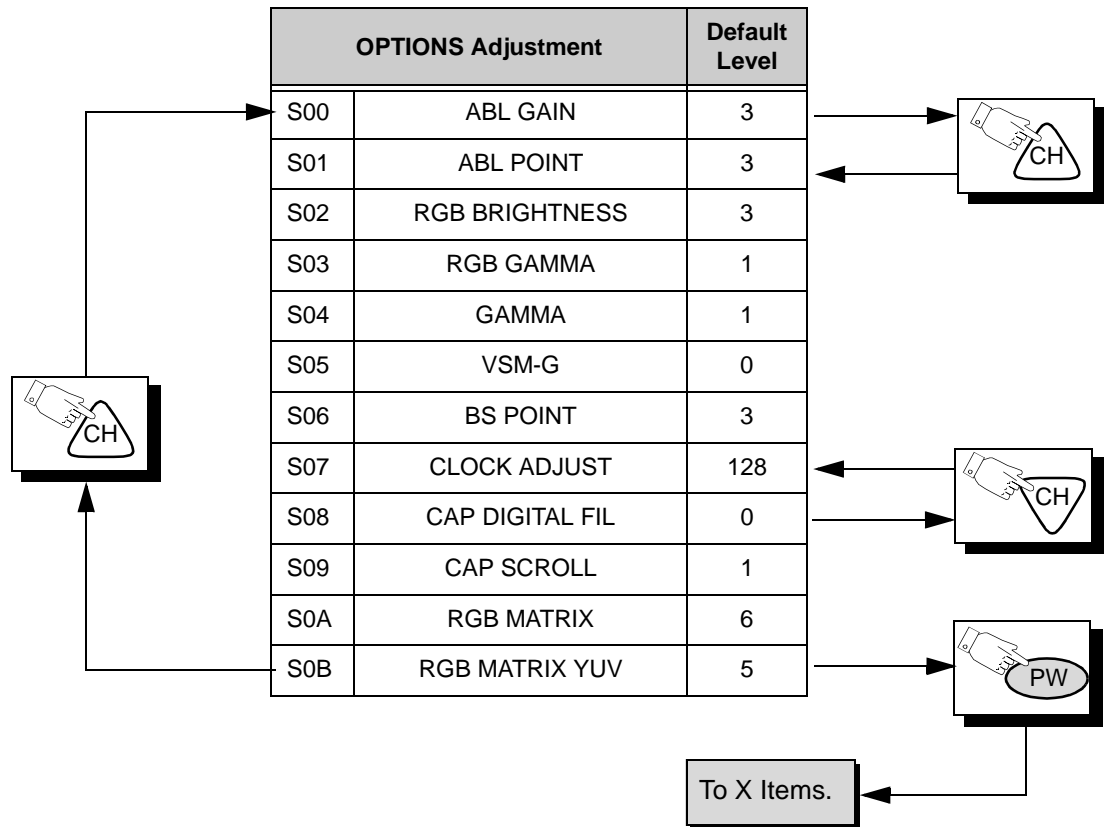 OPTIONS Adjustment Default Level
S00 ABL GAIN 3
S01 ABL POINT 3
S02 RGB BRIGHTNESS 3
S03 RGB GAMMA 1
S04 GAMMA 1
S05 VSM-G 0
S06 BS POINT 3
S07 CLOCK ADJUST 128
S08 CAP DIGITAL FIL 0
S09 CAP SCROLL 1
S0A RGB MATRIX 6
S0B RGB MATRIX YUV 5
CH
CH
CH
PW
To X Items.